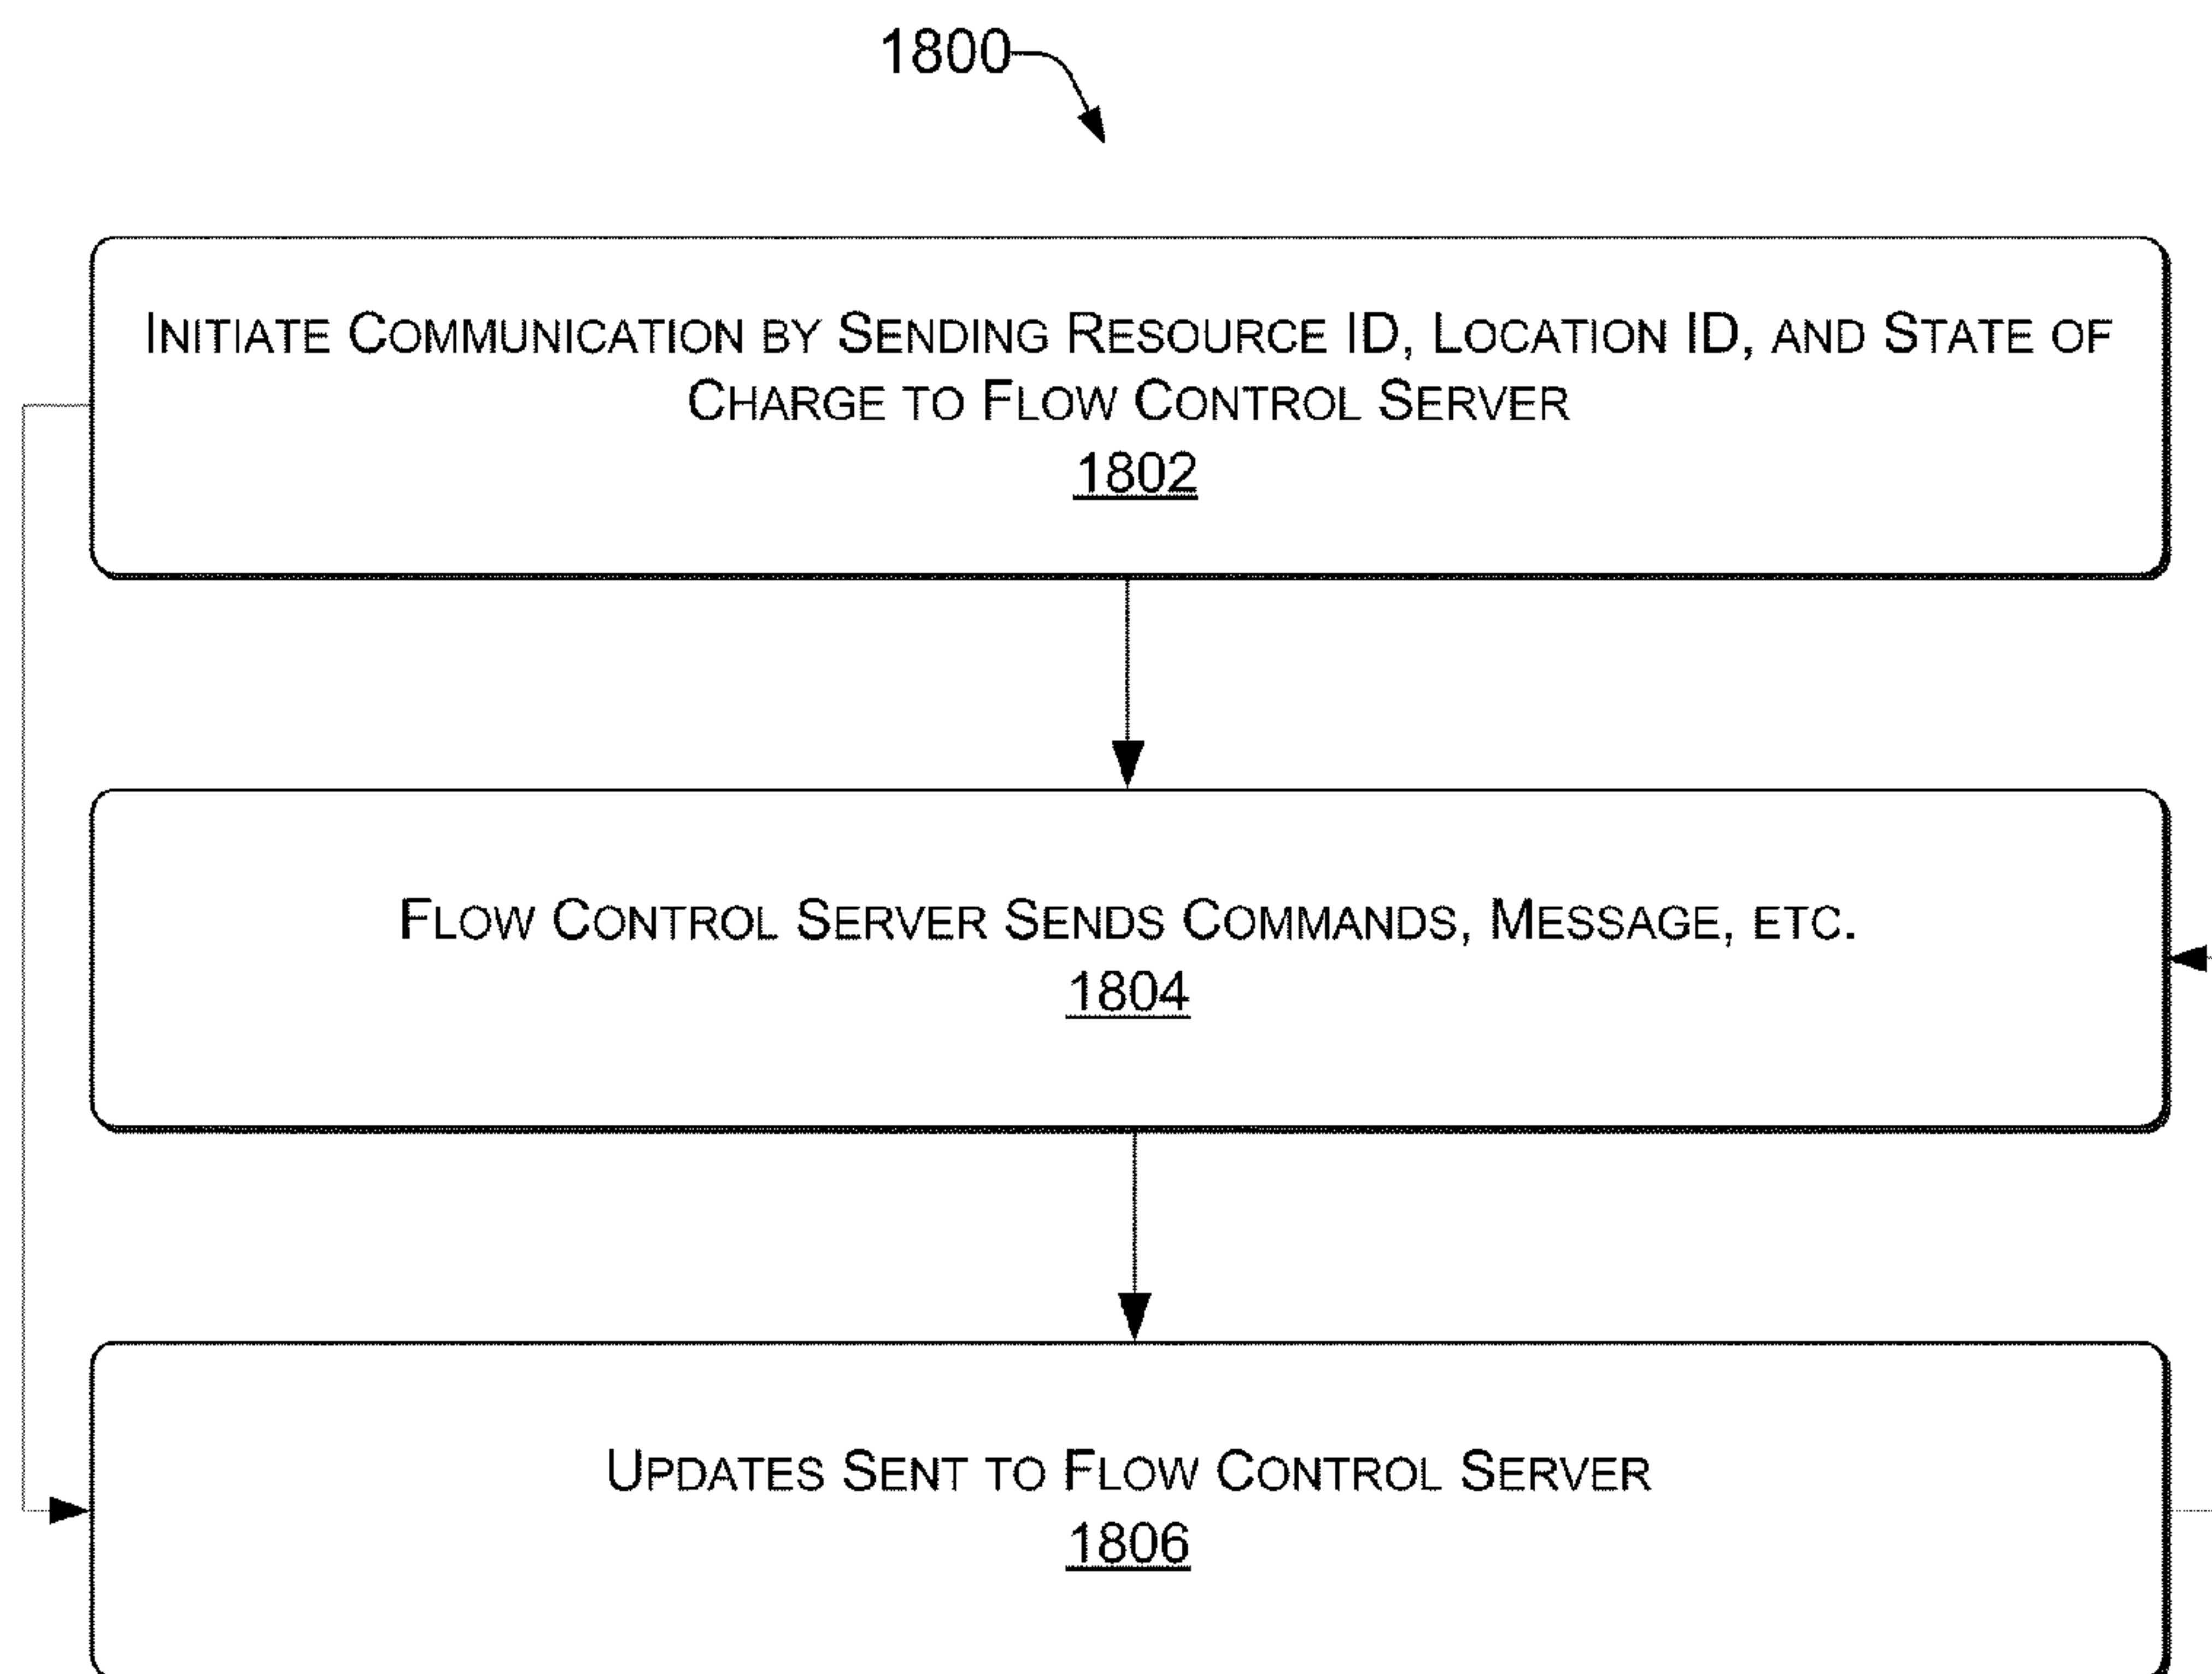 1800
INITIATE COMMUNICATION BY SENDING RESOURCE ID, LOCATION ID, AND STATE OF
CHARGE TO FLOW CONTROL SERVER
1802
FLOW CONTROL SERVER SENDS COMMANDS, MESSAGE, ETC.
1804
UPDATES SENT TO FLOW CONTROL SERVER
1806